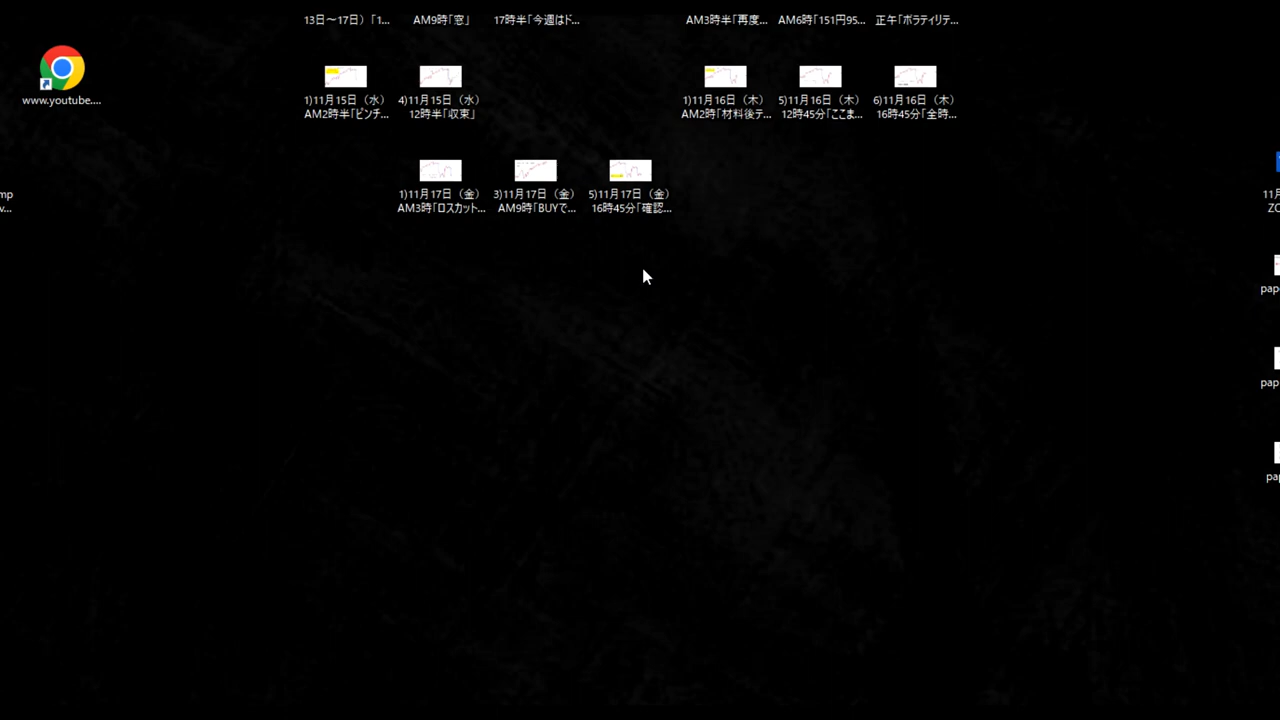 13日～17日）「1...
AM9時「窓」
17時半「今週はド...
AM3時半「再度...
AM6時「151円95...
正午「ボラティリテ...
www.youtube....
1)11月15日（水）
AM2時半「ピンチ...
4)11月15日（水）
12時半「収束」
1)11月16日（木）
AM2時「材料後テ...
5)11月16日（木）
12時45分「ここま...
6)11月16日（木）
16時45分「全時...
mp
v...
1)11月17日（金）
AM3時「ロスカット...
3)11月17日（金）
AM9時「BUYで...
5)11月17日（金）
16時45分「確認...
11月
ZO
pap
pap
pap